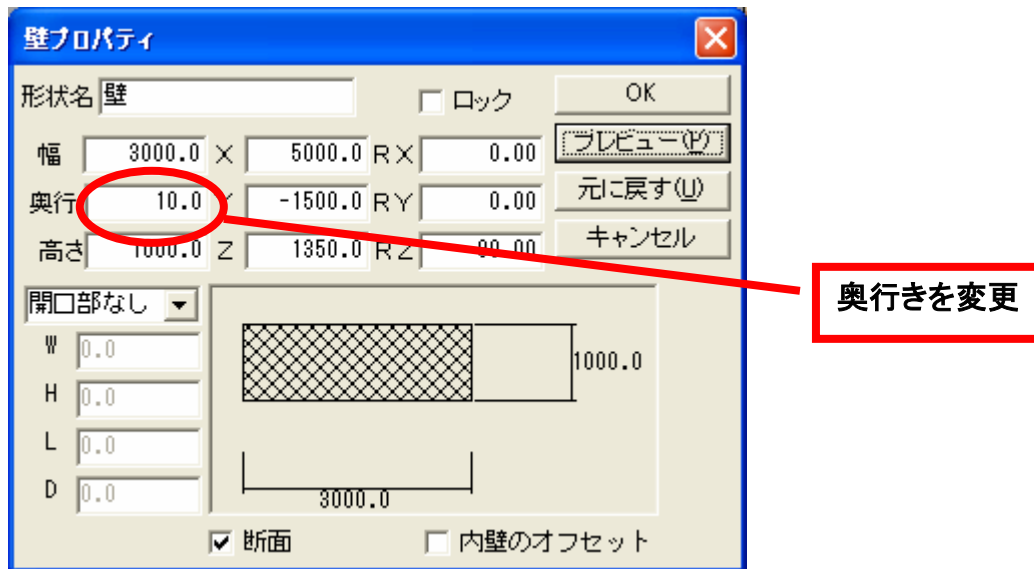 壁プロパティ
形状名 壁 ロック OK
幅 3000.0 X 5000.0 RX 0.00 プレビュー(P)
奥行 10.0 Y -1500.0 RY 0.00 元に戻す(U)
高さ 1000.0 Z 1350.0 RZ 90.00 キャンセル
奥行きを変更
開口部なし
W 0.0
H 0.0
L 0.0
D 0.0
1000.0
3000.0
断面 内壁のオフセット